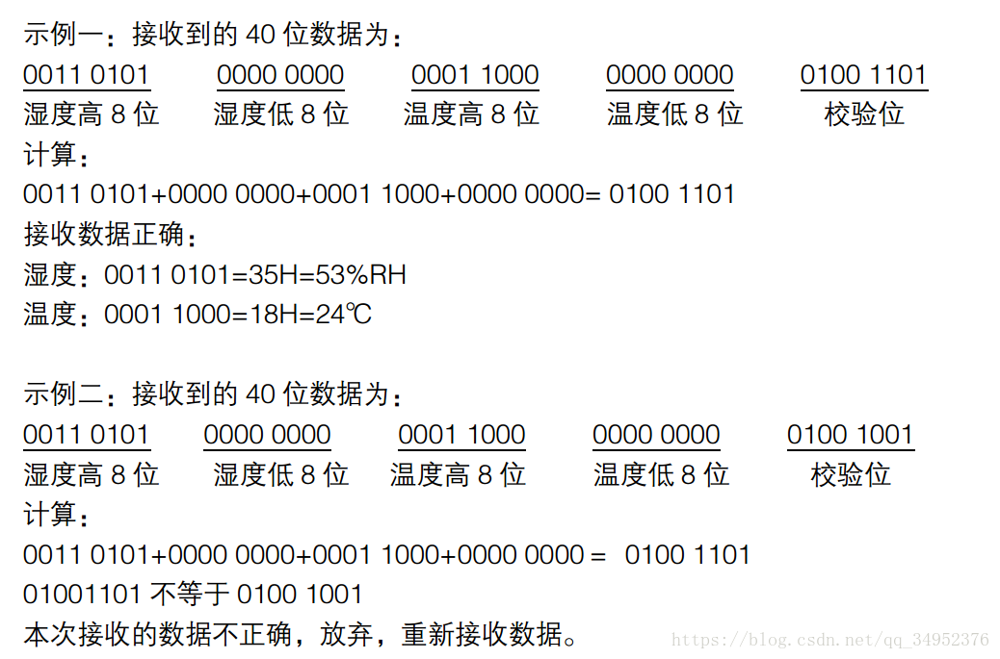 示例一：接收到的 40 位数据为：
0011 0101 0000 0000 0001 1000 0000 0000 0100 1101
湿度高 8 位 湿度低 8 位 温度高 8 位 温度低 8 位 校验位
计算：
0011 0101+0000 0000+0001 1000+0000 0000= 0100 1101
接收数据正确：
湿度：0011 0101=35H=53%RH
温度：0001 1000=18H=24℃
示例二：接收到的 40 位数据为：
0011 0101 0000 0000 0001 1000 0000 0000 0100 1001
湿度高 8 位 湿度低 8 位 温度高 8 位 温度低 8 位 校验位
计算：
0011 0101+0000 0000+0001 1000+0000 0000 = 0100 1101
01001101 不等于 0100 1001
本次接收的数据不正确，放弃，重新接收数据。
https://blog.csdn.net/qq_34952376